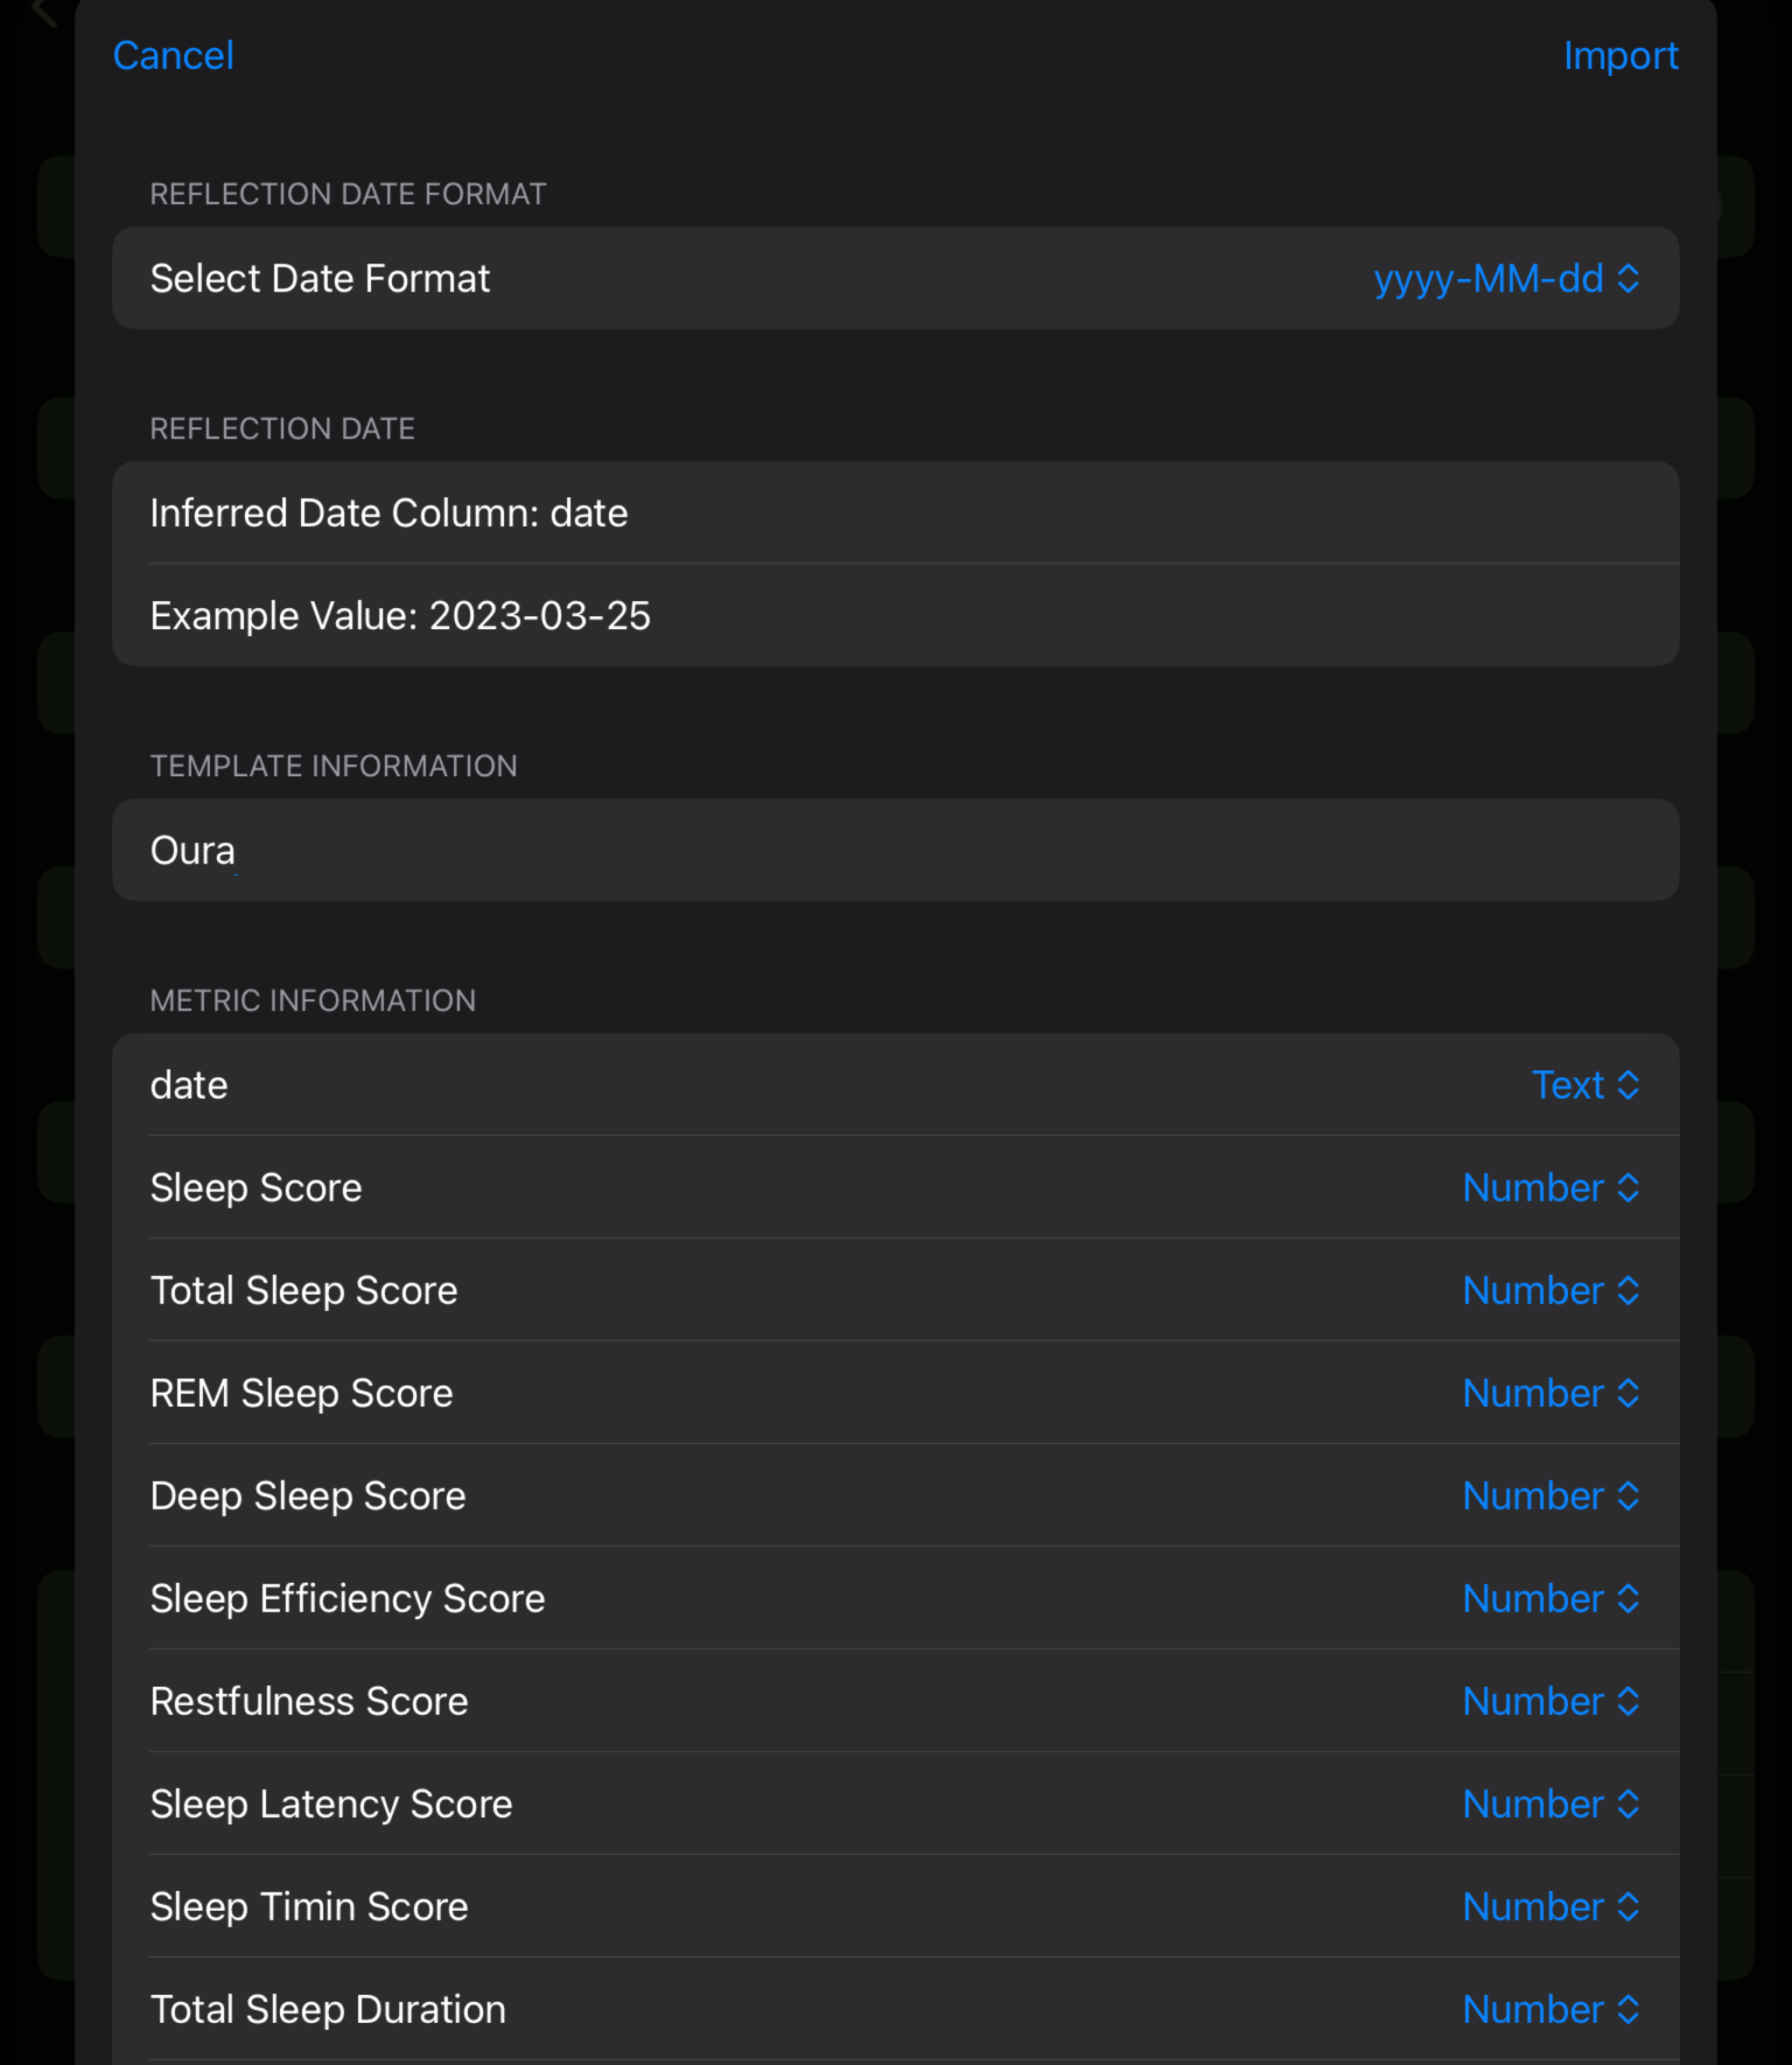 Cancel
Import
REFLECTION DATE FORMAT
Select Date Format
yyyy-MM-dd
REFLECTION DATE
Inferred Date Column: date
Example Value: 2023-03-25
TEMPLATE INFORMATION
Oura
METRIC INFORMATION
date
Text
Sleep Score
Number
Total Sleep Score
Number
REM Sleep Score
Number
Deep Sleep Score
Number
Sleep Efficiency Score
Number
Restfulness Score
Number
Sleep Latency Score
Number
Sleep Timin Score
Number
Total Sleep Duration
Number